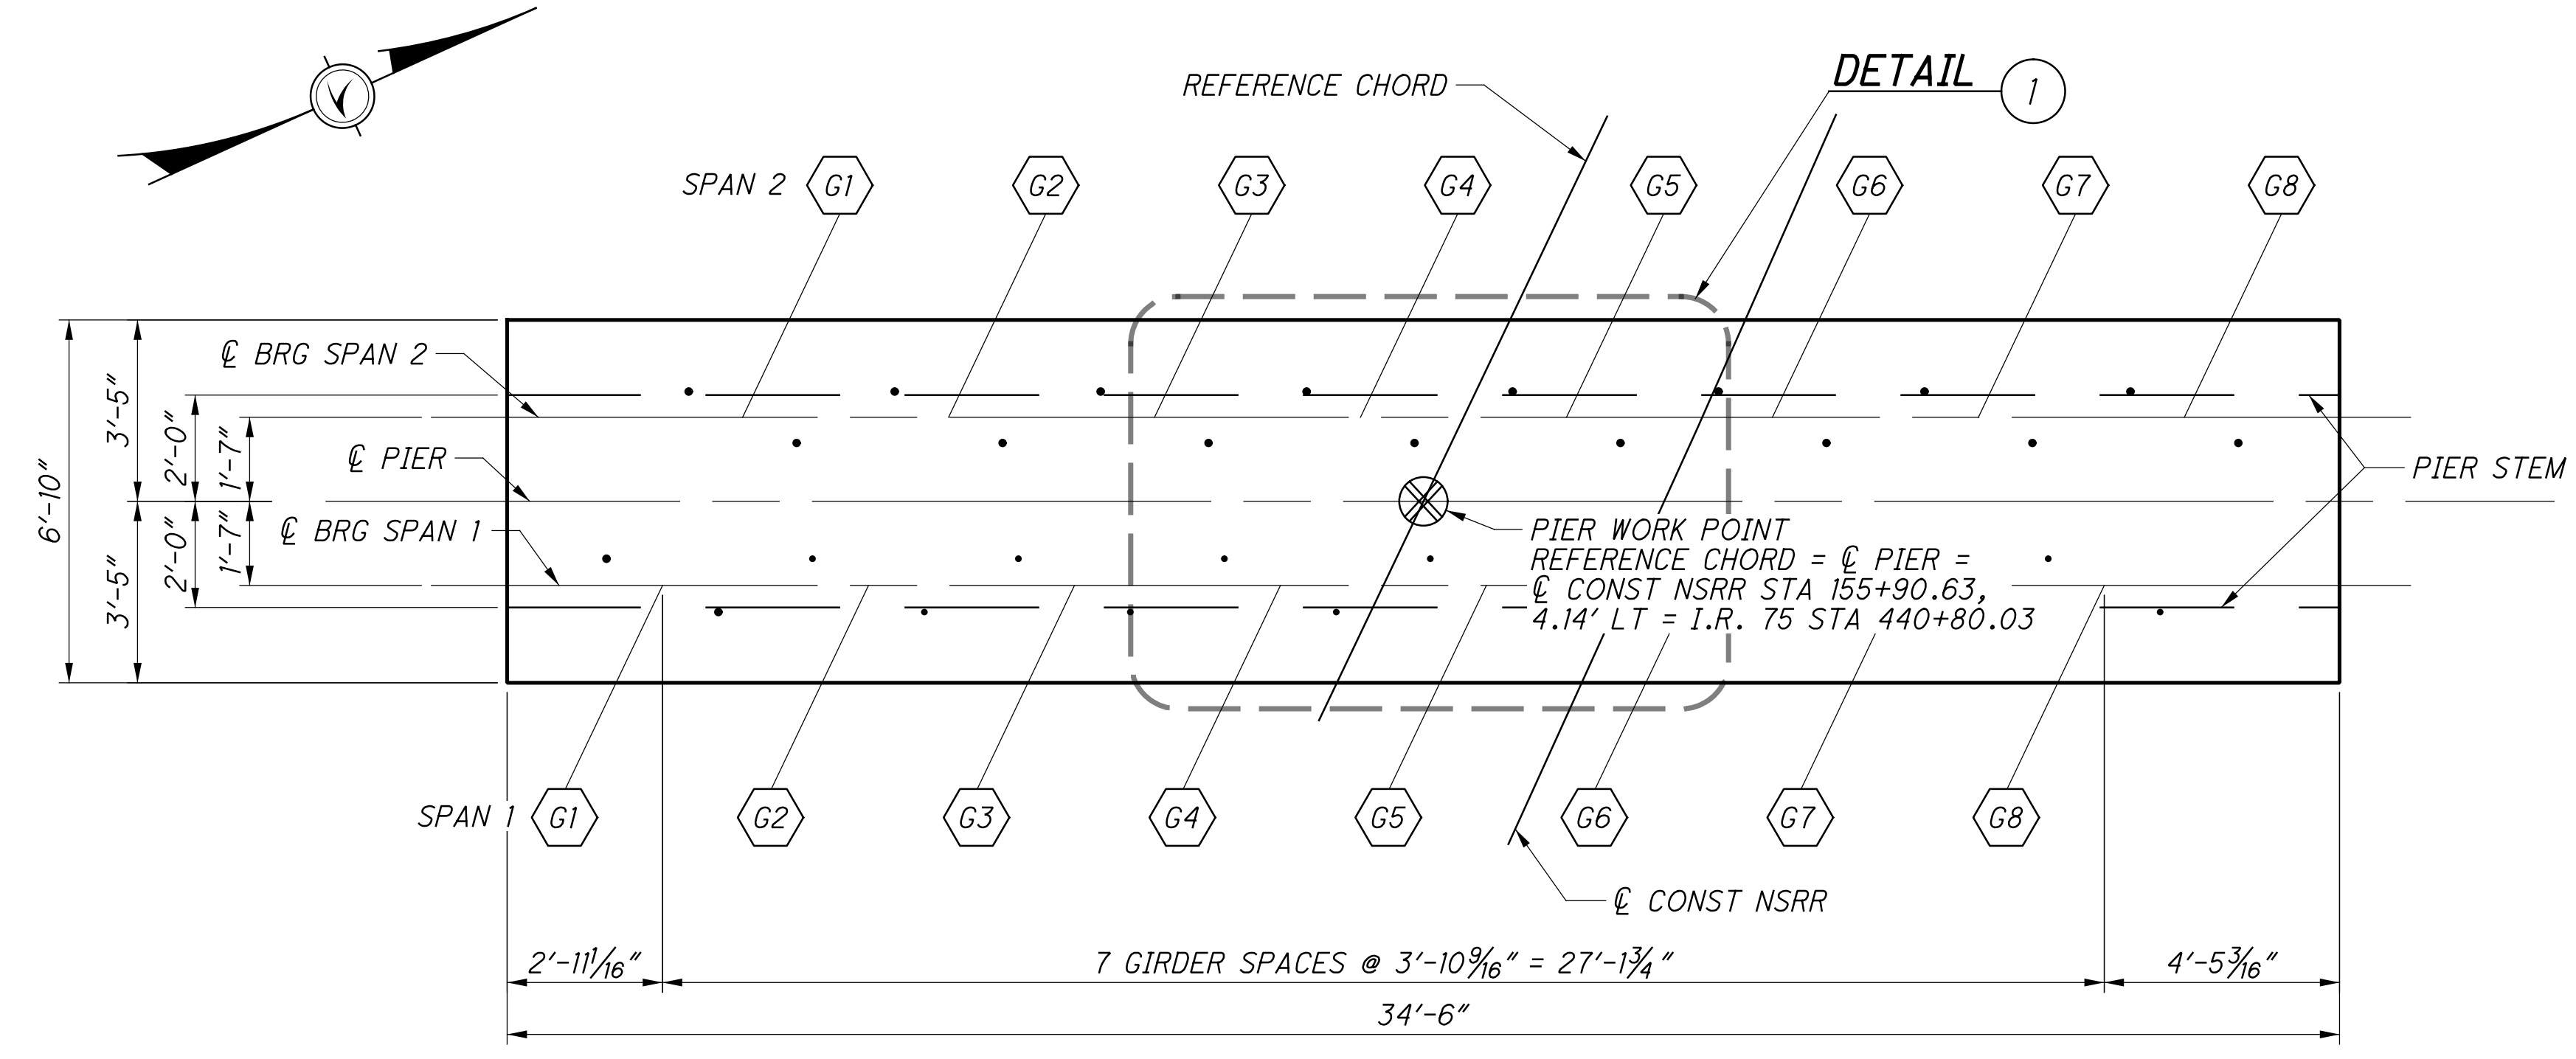 DETAIL 1
REFERENCE CHORD
SPAN 2 G1 G2 G3 G4 G5 G6 G7 G8
℄ BRG SPAN 2
℄ PIER
℄ BRG SPAN 1
6'-10"
3'-5"
3'-5"
2'-0"
2'-0"
1'-7"
1'-7"
PIER STEM
PIER WORK POINT
REFERENCE CHORD = ℄ PIER =
℄ CONST NSRR STA 155+90.63,
4.14' LT = I.R. 75 STA 440+80.03
SPAN 1 G1 G2 G3 G4 G5 G6 G7 G8
℄ CONST NSRR
2'-11 1/16"
7 GIRDER SPACES @ 3'-10 9/16" = 27'-1 3/4"
4'-5 3/16"
34'-6"